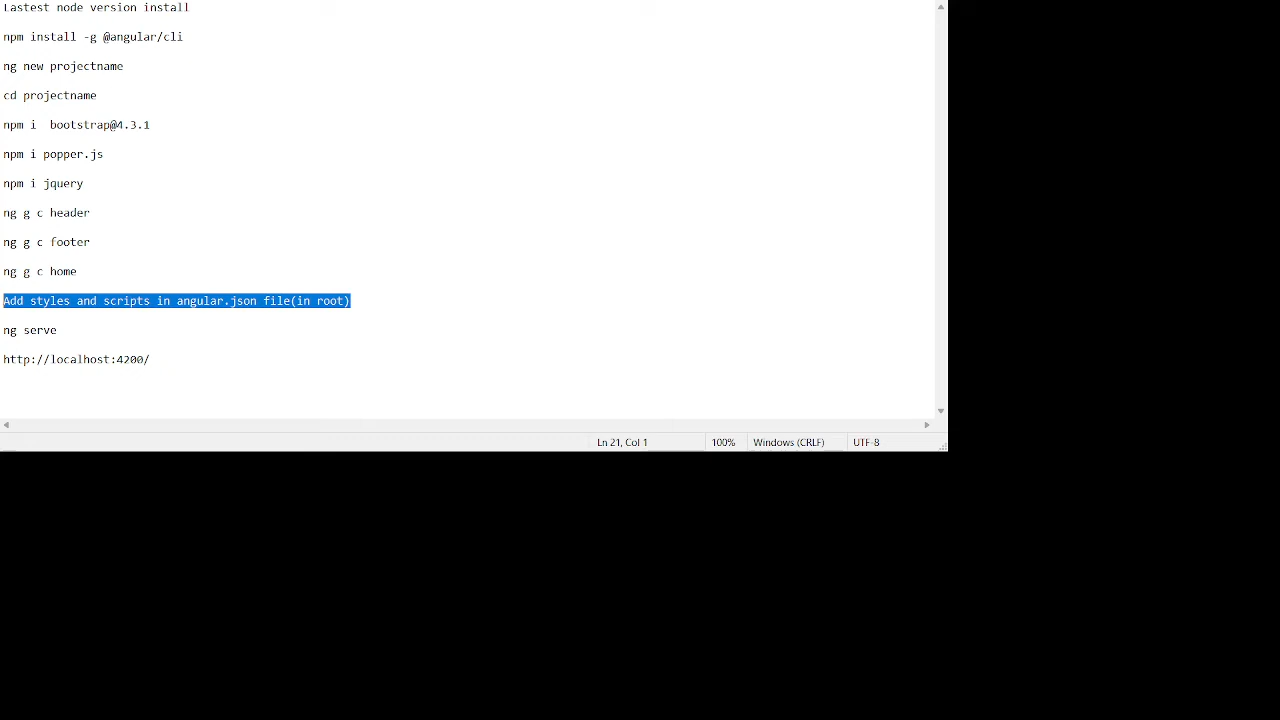 Lastest node version install
npm install -g @angular/cli
ng new projectname
cd projectname
npm i  bootstrap@4.3.1
npm i popper.js
npm i jquery
ng g c header
ng g c footer
ng g c home
Add styles and scripts in angular.json file(in root)
ng serve
http://localhost:4200/
Ln 21, Col 1 100% Windows (CRLF) UTF-8